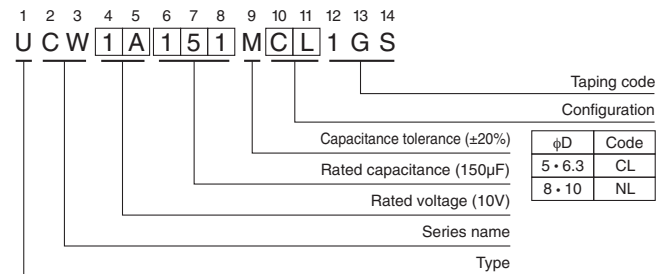 1 2 3 4 5 6 7 8 9 10 11 12 13 14
U C W 1 A 1 5 1 M C L 1 G S
Taping code
Configuration
Capacitance tolerance (±20%)
Rated capacitance (150µF)
Rated voltage (10V)
Series name
Type
ϕD Code
5 • 6.3 CL
8 • 10 NL